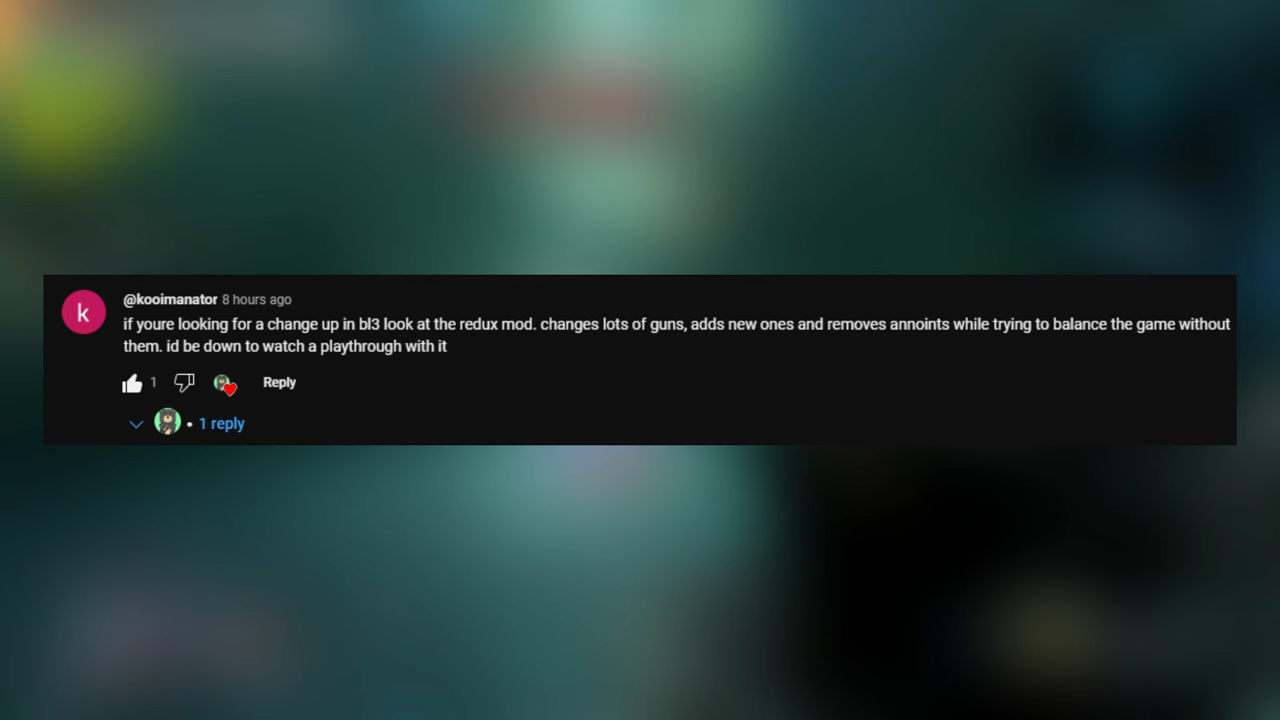 k
@kooimanator 8 hours ago
if youre looking for a change up in bl3 look at the redux mod. changes lots of guns, adds new ones and removes annoints while trying to balance the game without
them. id be down to watch a playthrough with it
1 Reply
• 1 reply